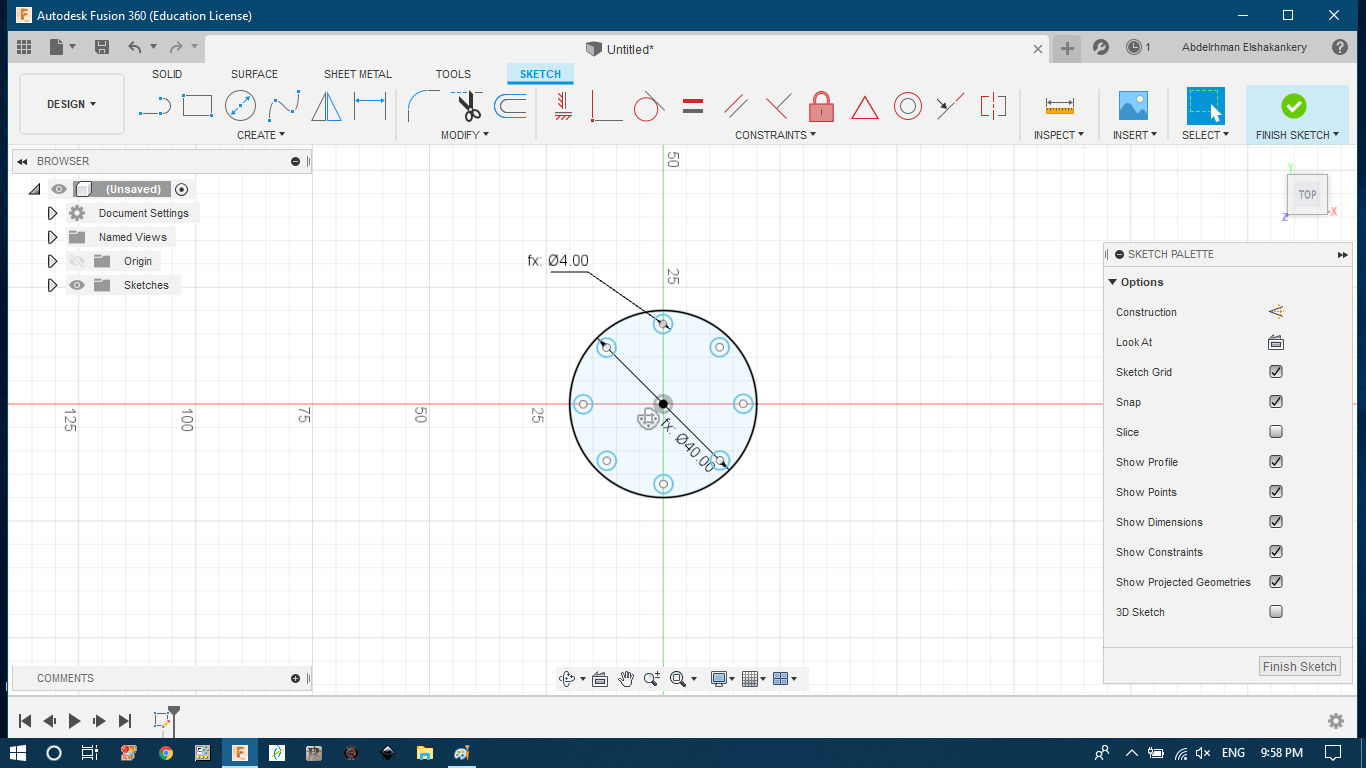 Autodesk Fusion 360 (Education License)
Untitled*
1
Abdelrhman Elshakankery
SOLID
SURFACE
SHEET METAL
TOOLS
SKETCH
DESIGN
CREATE
MODIFY
CONSTRAINTS
INSPECT
INSERT
SELECT
FINISH SKETCH
BROWSER
(Unsaved)
Document Settings
Named Views
Origin
Sketches
50
25
125
100
75
50
25
fx: Ø4.00
fx: Ø40.00
Y
TOP
X
Z
SKETCH PALETTE
Options
Construction
Look At
Sketch Grid
Snap
Slice
Show Profile
Show Points
Show Dimensions
Show Constraints
Show Projected Geometries
3D Sketch
Finish Sketch
COMMENTS
ENG
9:58 PM